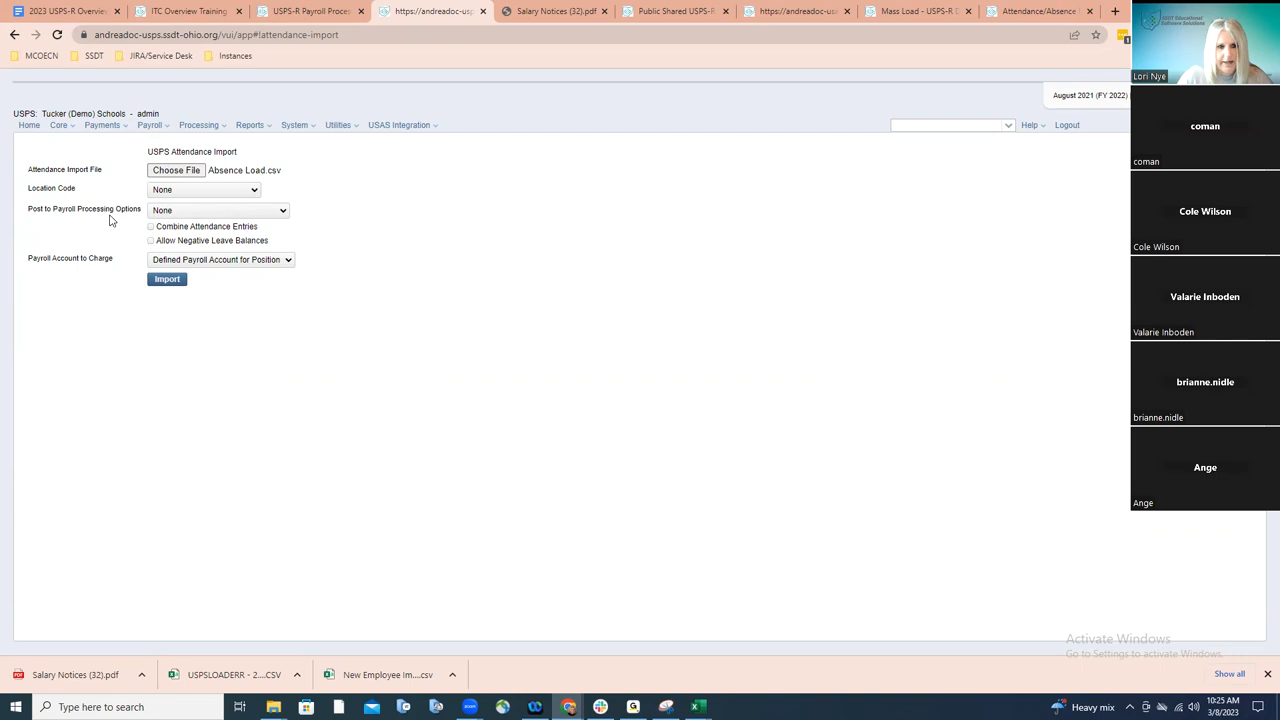 2023 USPS-R Overvie
ITC Overview Training
USPS-R Payroll Proces
https://andreadoc-usp
Salary Notices (32).pdf
Public Shared USPS-R
https://andreadoc-us
Mass Load - USPS-R D
Attendance/Absence
andreadoc-usps.ssdt-ohio.org/vui/app#!attendanceImport
MCOECN
SSDT
JIRA/Service Desk
Instances
August 2021 (FY 2022)
USPS: Tucker (Demo) Schools - admin
Home Core Payments Payroll Processing Reports System Utilities USAS Integration Help Logout
USPS Attendance Import
Attendance Import File Choose File Absence Load.csv
Location Code None
Post to Payroll Processing Options None
Combine Attendance Entries
Allow Negative Leave Balances
Payroll Account to Charge Defined Payroll Account for Position
Import
SSDT Educational
Software Solutions
Lori Nye
coman
coman
Cole Wilson
Cole Wilson
Valarie Inboden
Valarie Inboden
brianne.nidle
brianne.nidle
Ange
Ange
Activate Windows
Go to Settings to activate Windows.
Salary Notices (32).pdf
USPSLOADERR - 2....CSV
New Employee Im....csv
Show all
Type here to search
Heavy mix
10:25 AM
3/8/2023